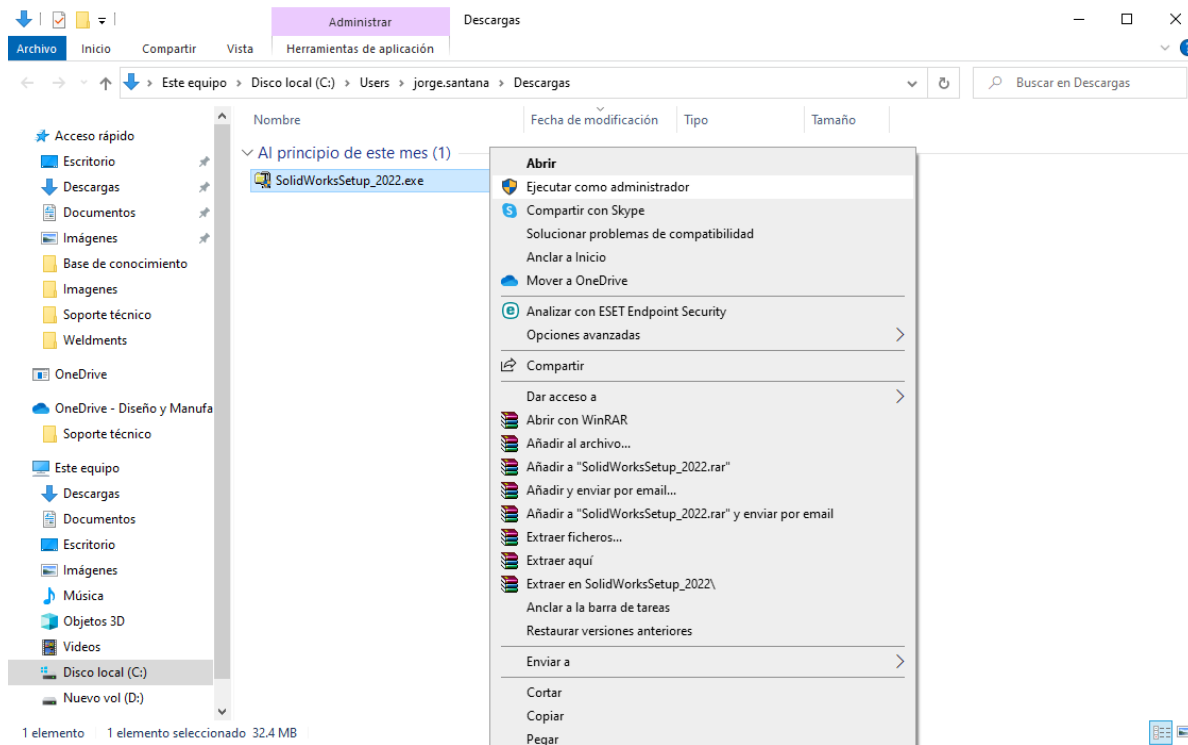 Administrar
Descargas
Archivo
Inicio
Compartir
Vista
Herramientas de aplicación
Este equipo
Disco local (C:)
Users
jorge.santana
Descargas
Buscar en Descargas
Nombre
Fecha de modificación
Tipo
Tamaño
Al principio de este mes (1)
SolidWorksSetup_2022.exe
Acceso rápido
Escritorio
Descargas
Documentos
Imágenes
Base de conocimiento
Imagenes
Soporte técnico
Weldments
OneDrive
OneDrive - Diseño y Manufa
Soporte técnico
Este equipo
Descargas
Documentos
Escritorio
Imágenes
Música
Objetos 3D
Videos
Disco local (C:)
Nuevo vol (D:)
Abrir
Ejecutar como administrador
Compartir con Skype
Solucionar problemas de compatibilidad
Anclar a Inicio
Mover a OneDrive
Analizar con ESET Endpoint Security
Opciones avanzadas
Compartir
Dar acceso a
Abrir con WinRAR
Añadir al archivo...
Añadir a "SolidWorksSetup_2022.rar"
Añadir y enviar por email...
Añadir a "SolidWorksSetup_2022.rar" y enviar por email
Extraer ficheros...
Extraer aquí
Extraer en SolidWorksSetup_2022\
Anclar a la barra de tareas
Restaurar versiones anteriores
Enviar a
Cortar
Copiar
Pegar
1 elemento
1 elemento seleccionado 32.4 MB